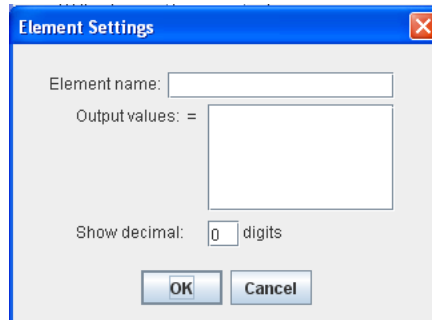 Element Settings
Element name:
Output values: =
Show decimal: 0 digits
OK Cancel